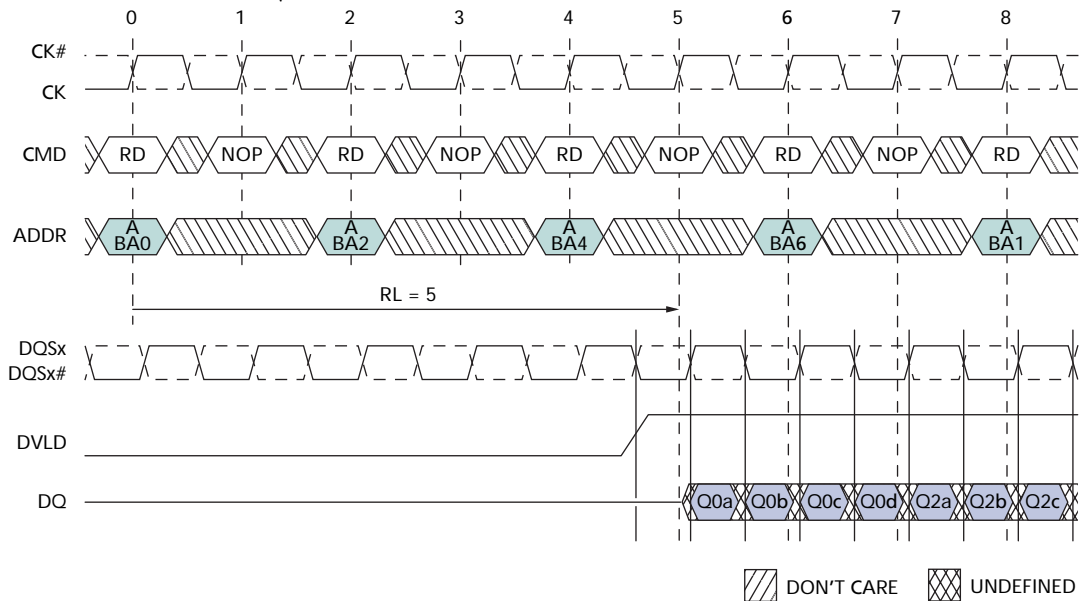 0 1 2 3 4 5 6 7 8
CK#
CK
CMD RD NOP RD NOP RD NOP RD NOP RD
ADDR A BA0 A BA2 A BA4 A BA6 A BA1
RL = 5
DQSx
DQSx#
DVLD
DQ Q0a Q0b Q0c Q0d Q2a Q2b Q2c
DON'T CARE UNDEFINED